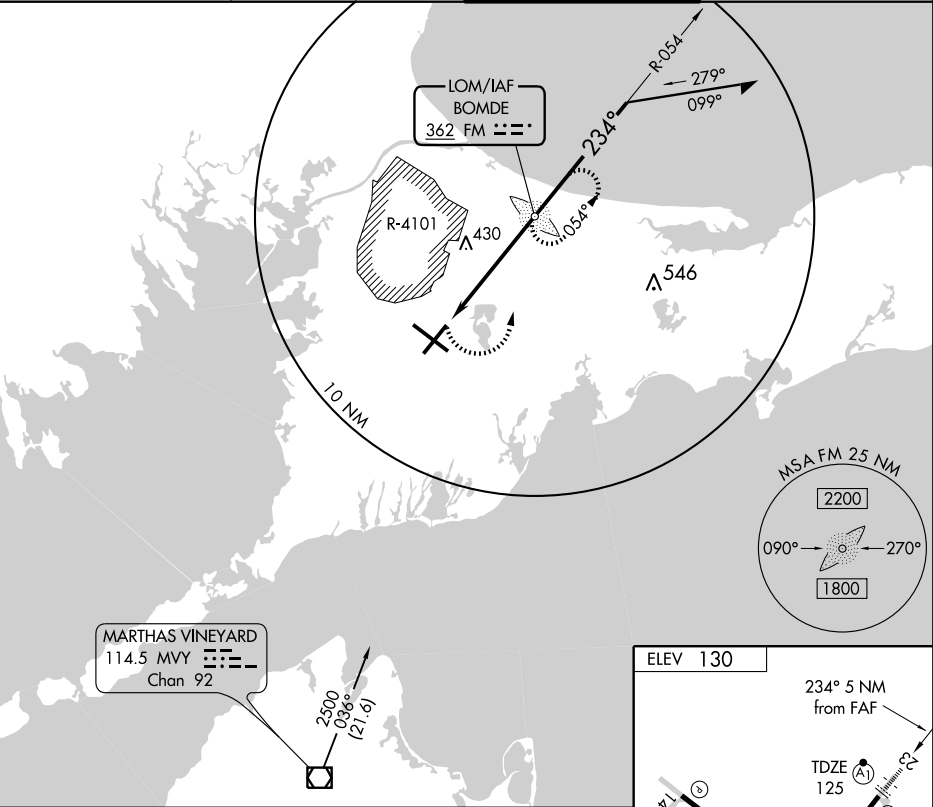 LOM/IAF
BOMDE
362 FM
R-054
279°
099°
234°
R-4101
430
054°
546
10 NM
MSA FM 25 NM
2200
090°
270°
1800
MARTHAS VINEYARD
114.5 MVY
Chan 92
2500
036°
(21.6)
ELEV 130
234° 5 NM
from FAF
23
TDZE
125
A1
P
14